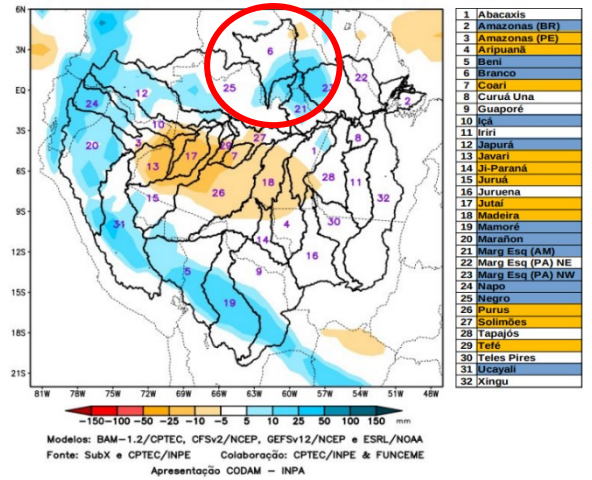 6N
3N
EQ
3S
6S
9S
12S
15S
18S
21S
81W 78W 75W 72W 69W 66W 63W 60W 57W 54W 51W 48W
6
25
22
23
21
2
12
24
10
27
1
8
20
3
13
17
29
7
15
26
18
28
11
32
4
30
31
14
16
5
9
19
-150-100 -50 -25 -10 -5 5 10 25 50 100 150 mm
Modelos: BAM-1.2/CPTEC, CFSv2/NCEP, GEFSv12/NCEP e ESRL/NOAA
Fonte: SubX e CPTEC/INPE Colaboração: CPTEC/INPE & FUNCEME
Apresentação CODAM - INPA
1 Abacaxis
2 Amazonas (BR)
3 Amazonas (PE)
4 Aripuanã
5 Beni
6 Branco
7 Coari
8 Curuá Una
9 Guaporé
10 Içá
11 Iriri
12 Japurá
13 Javari
14 Ji-Paraná
15 Juruá
16 Juruena
17 Jutaí
18 Madeira
19 Mamoré
20 Marañon
21 Marg Esq (AM)
22 Marg Esq (PA) NE
23 Marg Esq (PA) NW
24 Napo
25 Negro
26 Purus
27 Solimões
28 Tapajós
29 Tefé
30 Teles Pires
31 Ucayali
32 Xingu